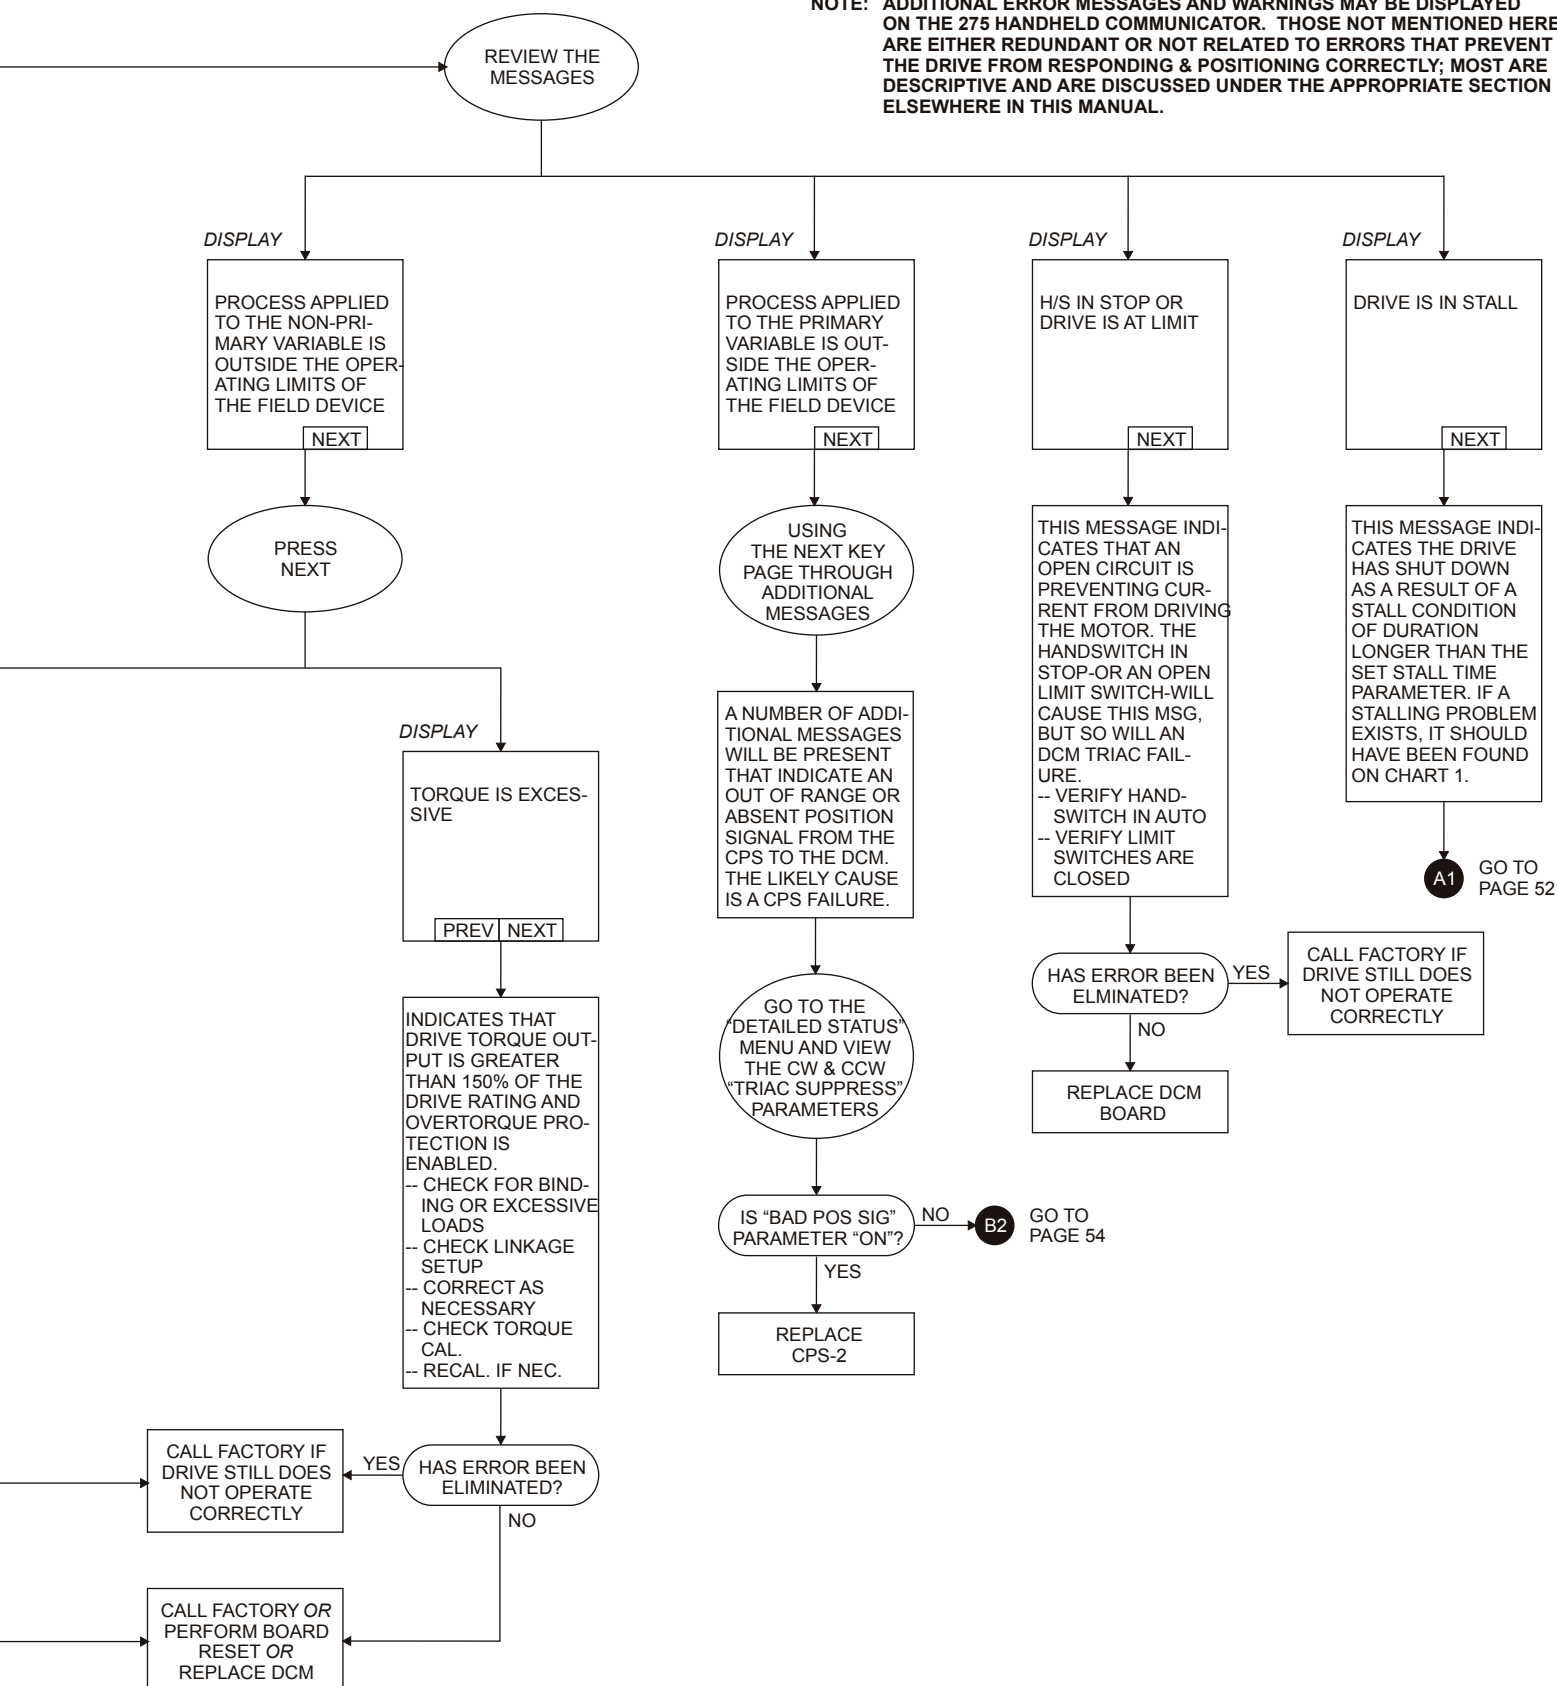 NOTE: ADDITIONAL ERROR MESSAGES AND WARNINGS MAY BE DISPLAYED
ON THE 275 HANDHELD COMMUNICATOR. THOSE NOT MENTIONED HERE
ARE EITHER REDUNDANT OR NOT RELATED TO ERRORS THAT PREVENT
THE DRIVE FROM RESPONDING & POSITIONING CORRECTLY; MOST ARE
DESCRIPTIVE AND ARE DISCUSSED UNDER THE APPROPRIATE SECTION
ELSEWHERE IN THIS MANUAL.
REVIEW THE
MESSAGES
DISPLAY
PROCESS APPLIED
TO THE NON-PRI-
MARY VARIABLE IS
OUTSIDE THE OPER-
ATING LIMITS OF
THE FIELD DEVICE
NEXT
PRESS
NEXT
DISPLAY
TORQUE IS EXCES-
SIVE
PREV NEXT
INDICATES THAT
DRIVE TORQUE OUT-
PUT IS GREATER
THAN 150% OF THE
DRIVE RATING AND
OVERTORQUE PRO-
TECTION IS
ENABLED.
-- CHECK FOR BIND-
ING OR EXCESSIVE
LOADS
-- CHECK LINKAGE
SETUP
-- CORRECT AS
NECESSARY
-- CHECK TORQUE
CAL.
-- RECAL. IF NEC.
HAS ERROR BEEN
ELIMINATED?
YES
CALL FACTORY IF
DRIVE STILL DOES
NOT OPERATE
CORRECTLY
NO
CALL FACTORY OR
PERFORM BOARD
RESET OR
REPLACE DCM
DISPLAY
PROCESS APPLIED
TO THE PRIMARY
VARIABLE IS OUT-
SIDE THE OPER-
ATING LIMITS OF
THE FIELD DEVICE
NEXT
USING
THE NEXT KEY
PAGE THROUGH
ADDITIONAL
MESSAGES
A NUMBER OF ADDI-
TIONAL MESSAGES
WILL BE PRESENT
THAT INDICATE AN
OUT OF RANGE OR
ABSENT POSITION
SIGNAL FROM THE
CPS TO THE DCM.
THE LIKELY CAUSE
IS A CPS FAILURE.
GO TO THE
“DETAILED STATUS”
MENU AND VIEW
THE CW & CCW
“TRIAC SUPPRESS”
PARAMETERS
IS “BAD POS SIG”
PARAMETER “ON”?
NO
B2
GO TO
PAGE 54
YES
REPLACE
CPS-2
DISPLAY
H/S IN STOP OR
DRIVE IS AT LIMIT
NEXT
THIS MESSAGE INDI-
CATES THAT AN
OPEN CIRCUIT IS
PREVENTING CUR-
RENT FROM DRIVING
THE MOTOR. THE
HANDSWITCH IN
STOP-OR AN OPEN
LIMIT SWITCH-WILL
CAUSE THIS MSG,
BUT SO WILL AN
DCM TRIAC FAIL-
URE.
-- VERIFY HAND-
SWITCH IN AUTO
-- VERIFY LIMIT
SWITCHES ARE
CLOSED
HAS ERROR BEEN
ELMINATED?
YES
CALL FACTORY IF
DRIVE STILL DOES
NOT OPERATE
CORRECTLY
NO
REPLACE DCM
BOARD
DISPLAY
DRIVE IS IN STALL
NEXT
THIS MESSAGE INDI-
CATES THE DRIVE
HAS SHUT DOWN
AS A RESULT OF A
STALL CONDITION
OF DURATION
LONGER THAN THE
SET STALL TIME
PARAMETER. IF A
STALLING PROBLEM
EXISTS, IT SHOULD
HAVE BEEN FOUND
ON CHART 1.
A1
GO TO
PAGE 52